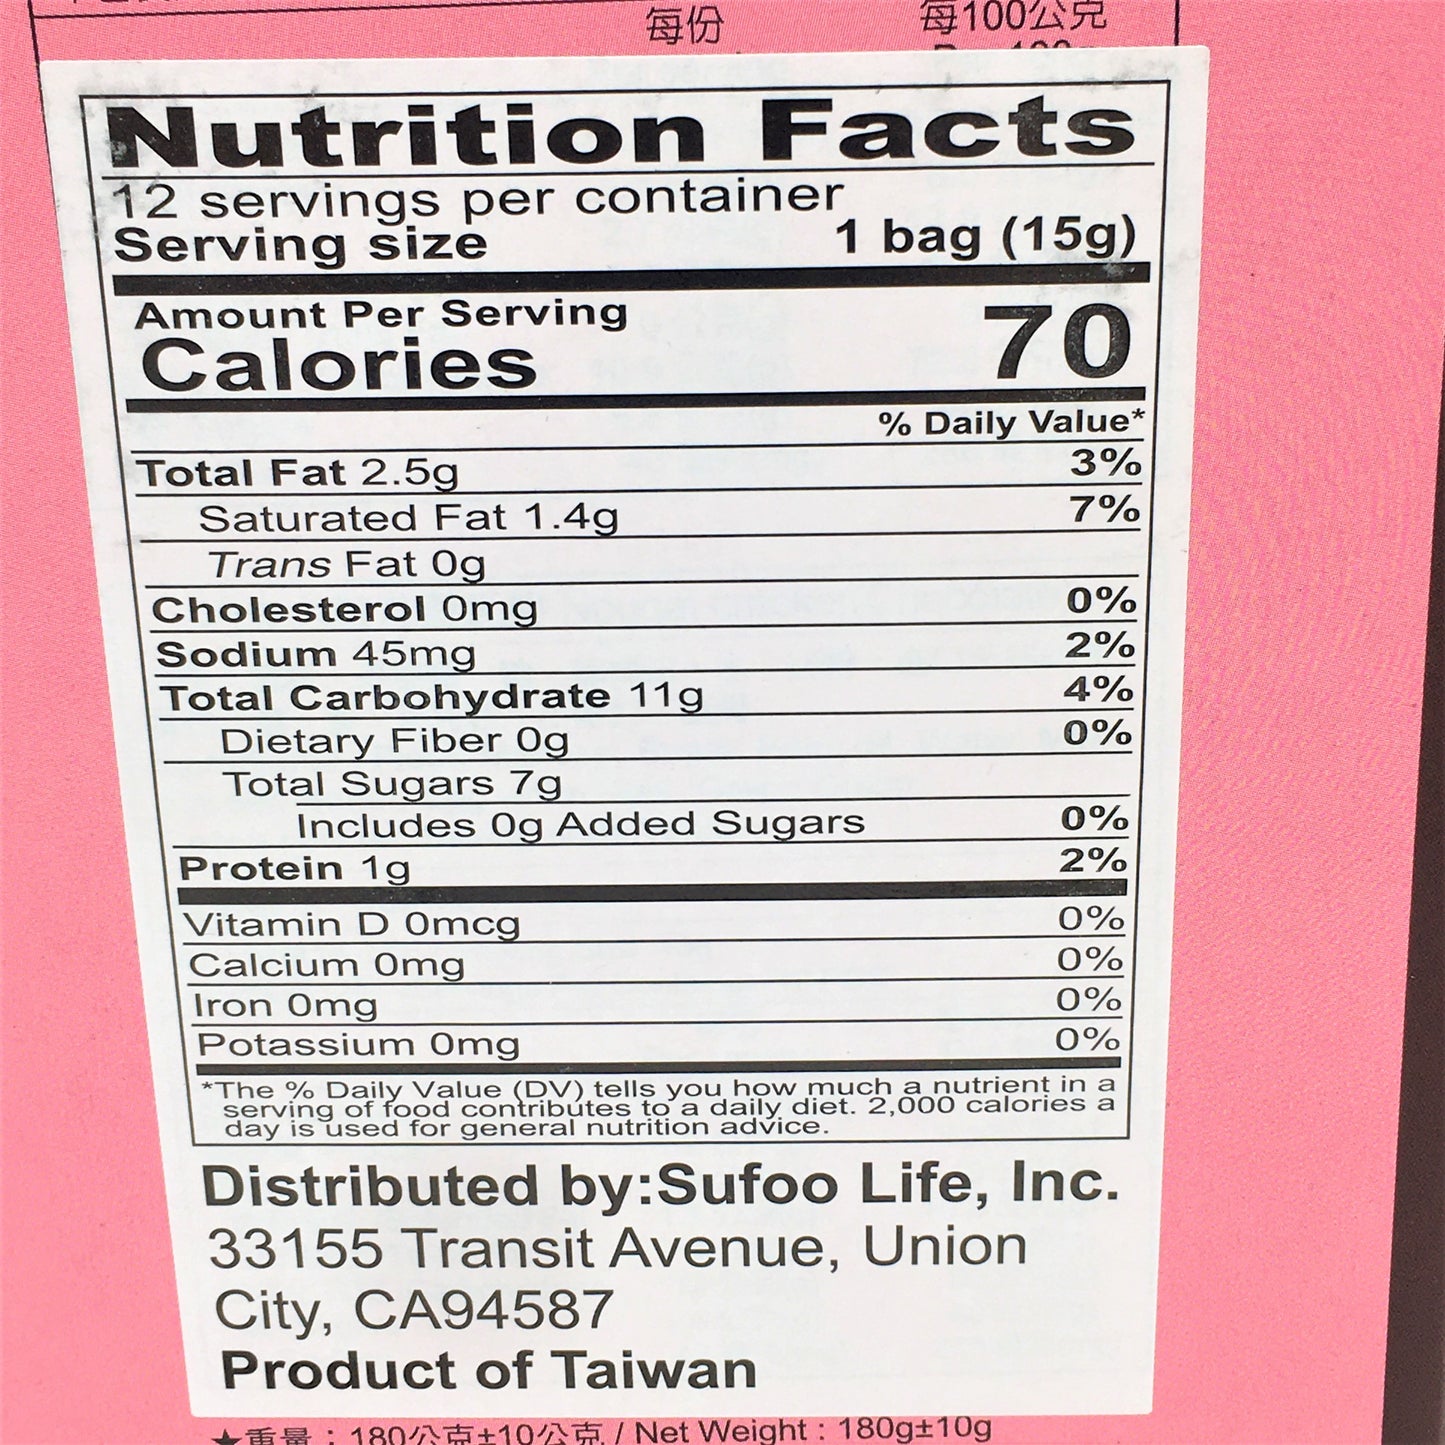 每份 每100公克
Nutrition Facts
12 servings per container
Serving size 1 bag (15g)
Amount Per Serving
Calories 70
% Daily Value*
Total Fat 2.5g 3%
Saturated Fat 1.4g 7%
Trans Fat 0g
Cholesterol 0mg 0%
Sodium 45mg 2%
Total Carbohydrate 11g 4%
Dietary Fiber 0g 0%
Total Sugars 7g
Includes 0g Added Sugars 0%
Protein 1g 2%
Vitamin D 0mcg 0%
Calcium 0mg 0%
Iron 0mg 0%
Potassium 0mg 0%
*The % Daily Value (DV) tells you how much a nutrient in a
serving of food contributes to a daily diet. 2,000 calories a
day is used for general nutrition advice.
Distributed by:Sufoo Life, Inc.
33155 Transit Avenue, Union
City, CA94587
Product of Taiwan
★重量：180公克±10公克 / Net Weight : 180g±10g